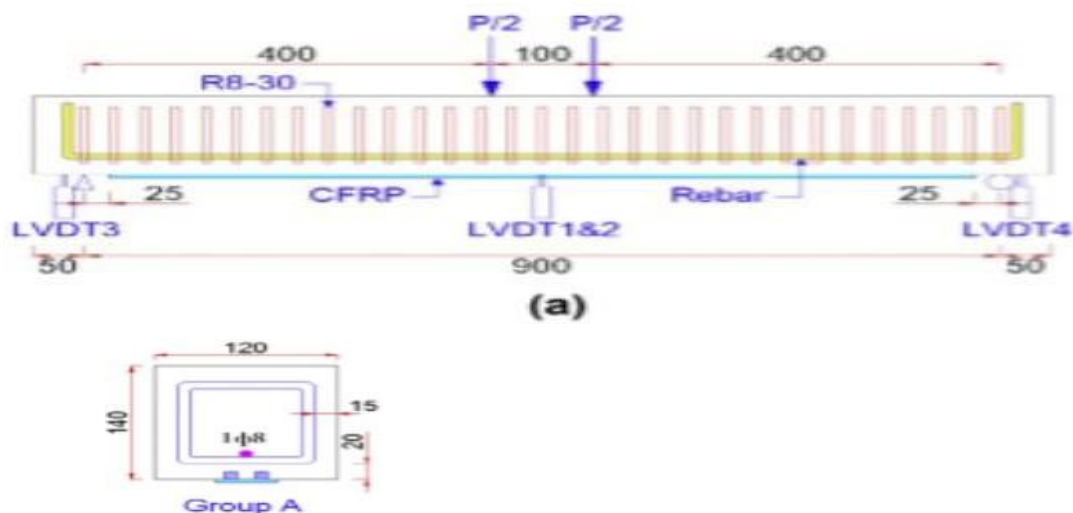 P/2 P/2
400 100 400
R8-30
25 CFRP Rebar 25
LVDT3 LVDT1&2 LVDT4
50 900 50
(a)
120
140
15
1ϕ8
20
Group A